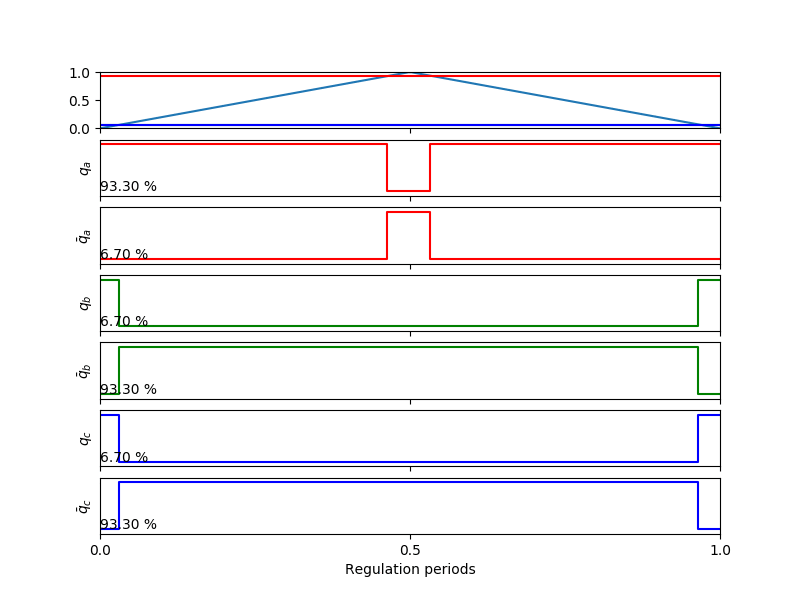 1.0
0.5
0.0
q_a
93.30 %
q̄_a
6.70 %
q_b
6.70 %
q̄_b
93.30 %
q_c
6.70 %
q̄_c
93.30 %
0.0 0.5 1.0
Regulation periods